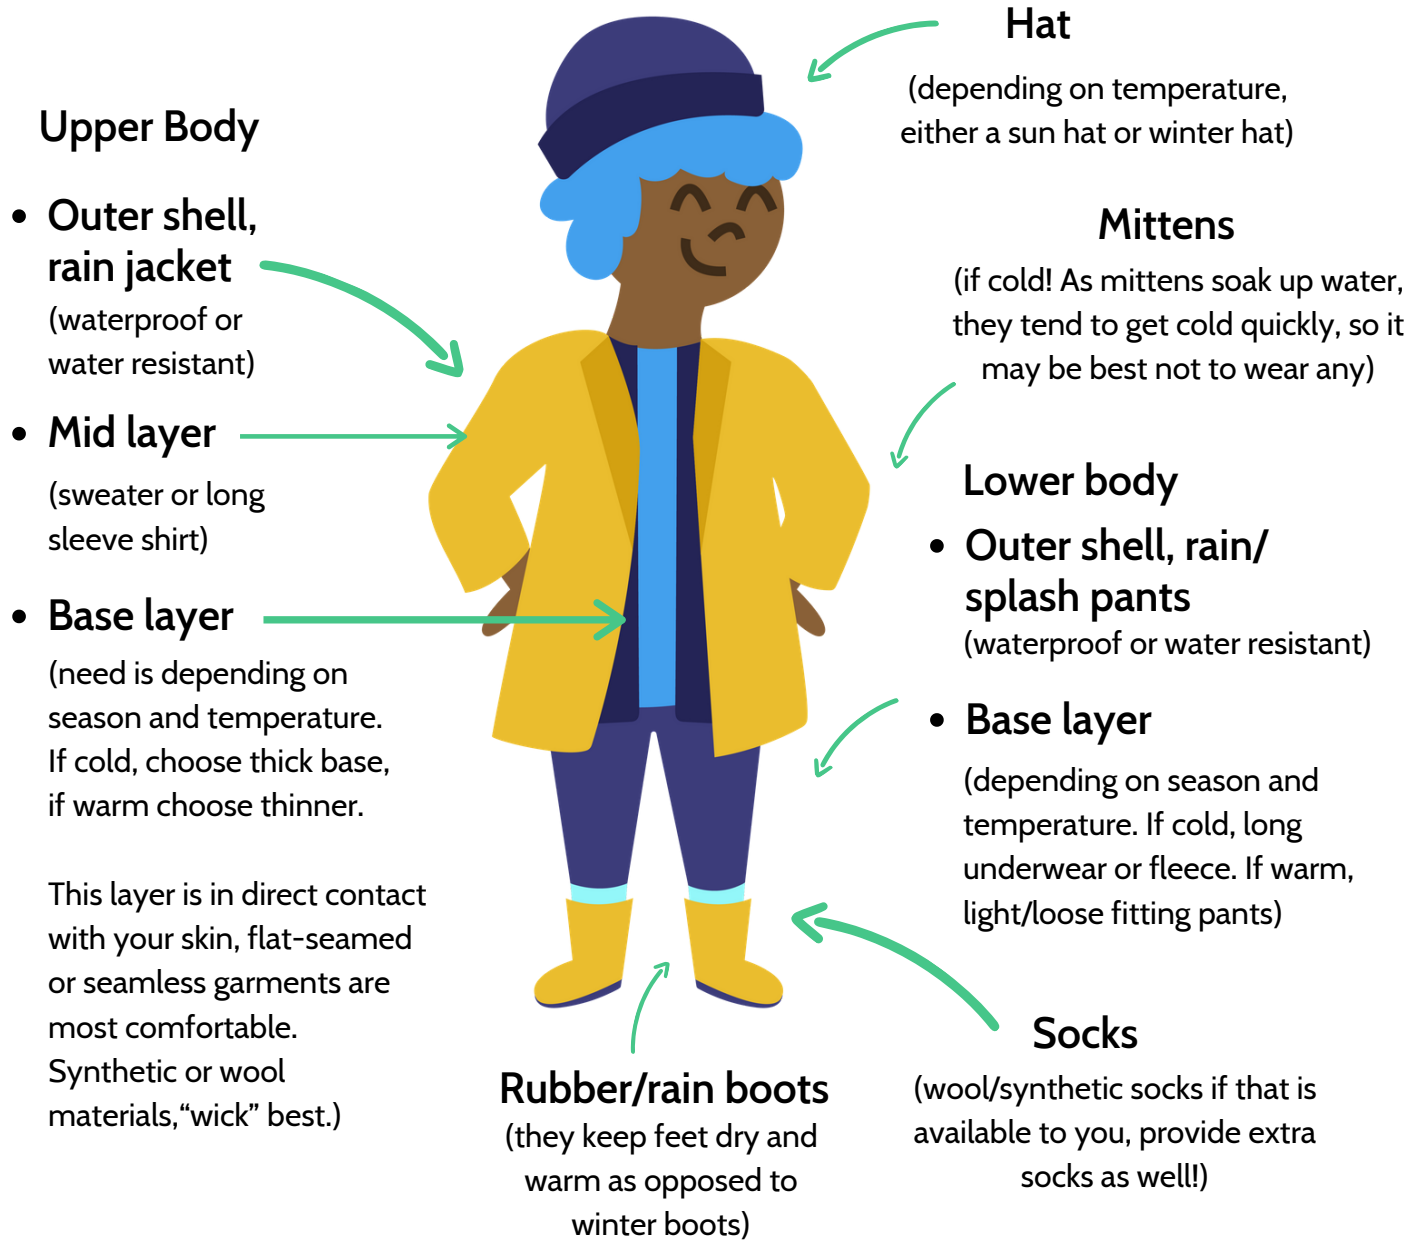 Hat
(depending on temperature,
either a sun hat or winter hat)
Upper Body
• Outer shell,
rain jacket
(waterproof or
water resistant)
• Mid layer
(sweater or long
sleeve shirt)
• Base layer
(need is depending on
season and temperature.
If cold, choose thick base,
if warm choose thinner.
This layer is in direct contact
with your skin, flat-seamed
or seamless garments are
most comfortable.
Synthetic or wool
materials,“wick” best.)
Mittens
(if cold! As mittens soak up water,
they tend to get cold quickly, so it
may be best not to wear any)
Lower body
• Outer shell, rain/
splash pants
(waterproof or water resistant)
• Base layer
(depending on season and
temperature. If cold, long
underwear or fleece. If warm,
light/loose fitting pants)
Socks
(wool/synthetic socks if that is
available to you, provide extra
socks as well!)
Rubber/rain boots
(they keep feet dry and
warm as opposed to
winter boots)